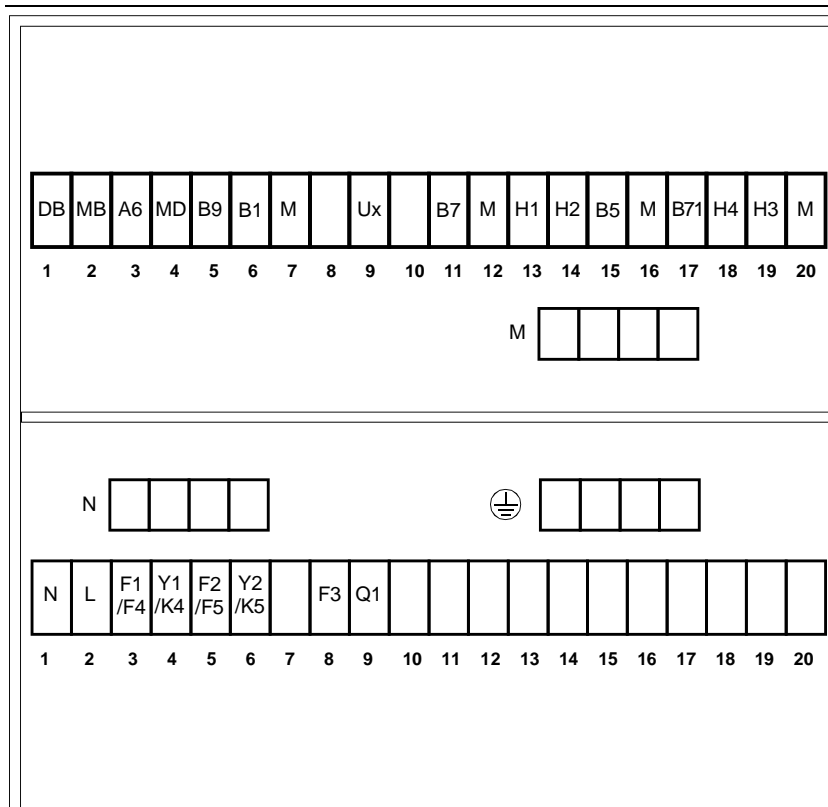 DB MB A6 MD B9 B1 M Ux B7 M H1 H2 B5 M B71 H4 H3 M
1 2 3 4 5 6 7 8 9 10 11 12 13 14 15 16 17 18 19 20
M
N
N L F1/F4 Y1/K4 F2/F5 Y2/K5 F3 Q1
1 2 3 4 5 6 7 8 9 10 11 12 13 14 15 16 17 18 19 20